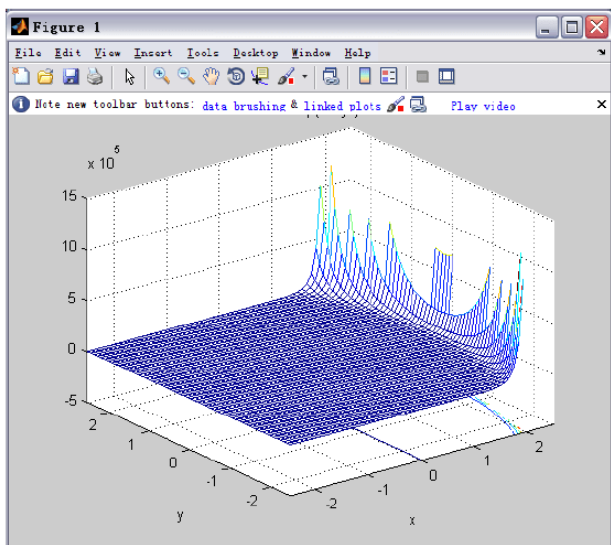 Figure 1
File Edit View Insert Tools Desktop Window Help
Note new toolbar buttons: data brushing & linked plots Play video
x 10^5
15
10
5
0
-5
2
1
0
-1
-2
y
-2
-1
0
1
2
x